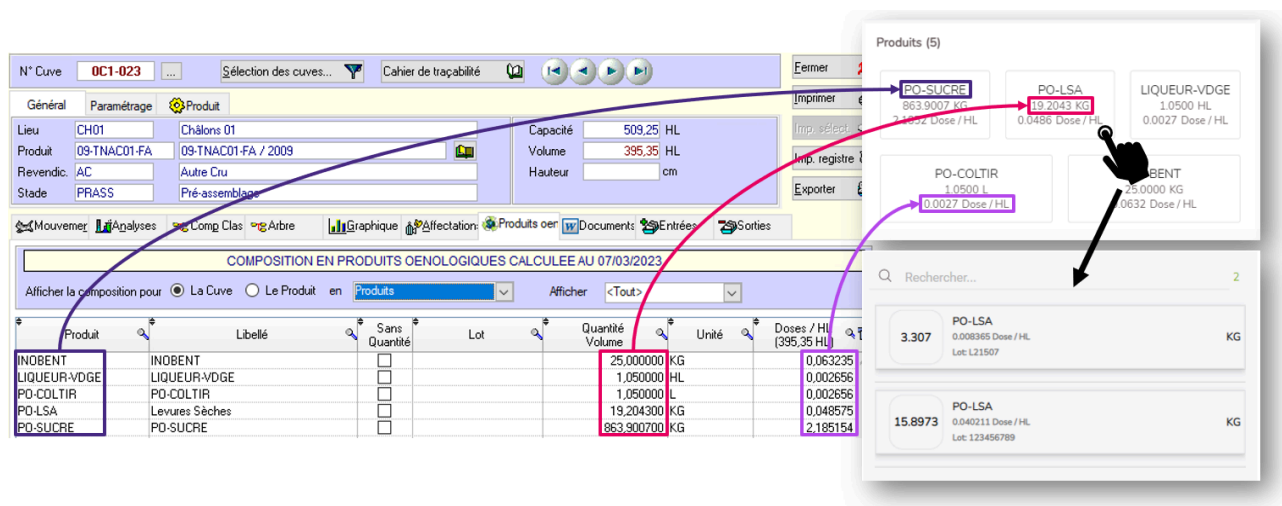 N° Cuve 0C1-023 ... Sélection des cuves... Cahier de traçabilité
Général Paramétrage Produit
Lieu CH01 Châlons 01 Capacité 509,25 HL
Produit 09-TNAC01-FA 09-TNAC01-FA / 2009 Volume 395,35 HL
Revendic. AC Autre Cru Hauteur cm
Stade PRASS Pré-assemblage
Fermer
Imprimer
Imp. sélect.
Imp. registre
Exporter
Analyses Comp Clas Arbre Graphique Affectation: Produits oer Documents Entrées Sorties
COMPOSITION EN PRODUITS OENOLOGIQUES CALCULEE AU 07/03/2023
Afficher la composition pour La Cuve Le Produit en Produits Afficher <Tout>
Produit Libellé Sans Quantité Lot Quantité Volume Unité Doses / HL (395,35 HL)
INOBENT INOBENT 25,000000 KG 0,063235
LIQUEUR-VDGE LIQUEUR-VDGE 1,050000 HL 0,002656
PO-COLTIR PO-COLTIR 1,050000 L 0,002656
PO-LSA Levures Sèches 19,204300 KG 0,048575
PO-SUCRE PO-SUCRE 863,900700 KG 2,185154
Produits (5)
PO-SUCRE
863.9007 KG
Dose / HL
PO-LSA
19.2043 KG
0.0486 Dose / HL
LIQUEUR-VDGE
1.0500 HL
0.0027 Dose / HL
PO-COLTIR
1.0500 L
0.0027 Dose / HL
25.0000 KG
0632 Dose / HL
Rechercher... 2
3.307 KG
PO-LSA
0.008365 Dose / HL
Lot: L21507
15.8973 KG
PO-LSA
0.040211 Dose / HL
Lot: 123456789